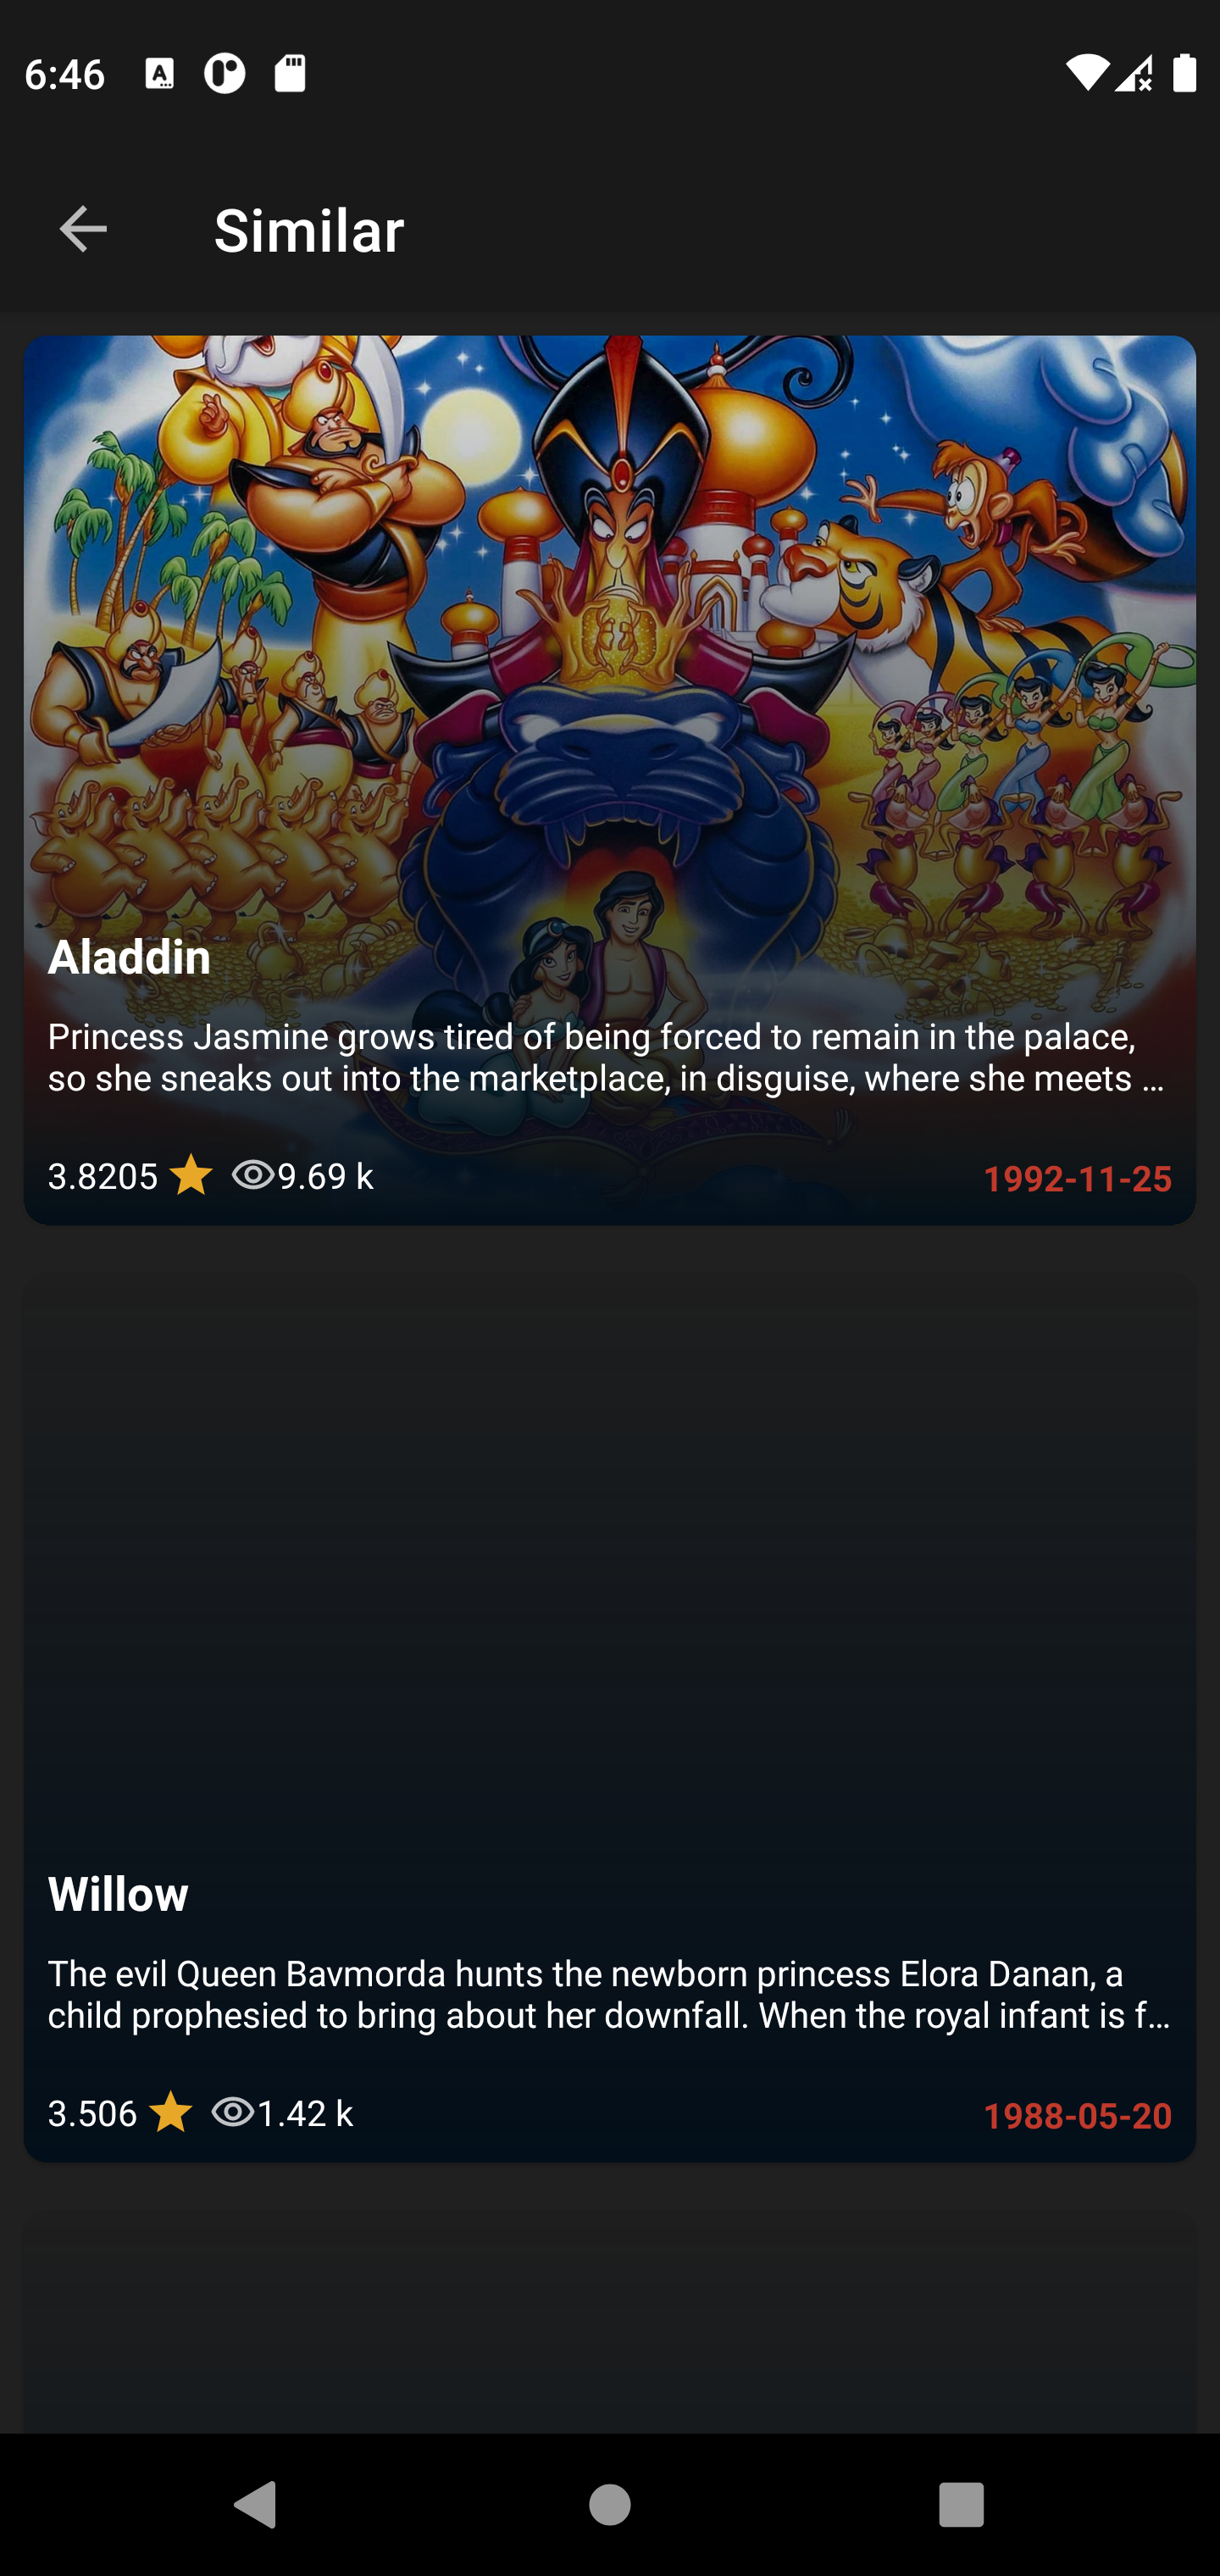 6:46
Similar
Aladdin
Princess Jasmine grows tired of being forced to remain in the palace,
so she sneaks out into the marketplace, in disguise, where she meets …
3.8205 9.69 k
1992-11-25
Willow
The evil Queen Bavmorda hunts the newborn princess Elora Danan, a
child prophesied to bring about her downfall. When the royal infant is f…
3.506 1.42 k
1988-05-20